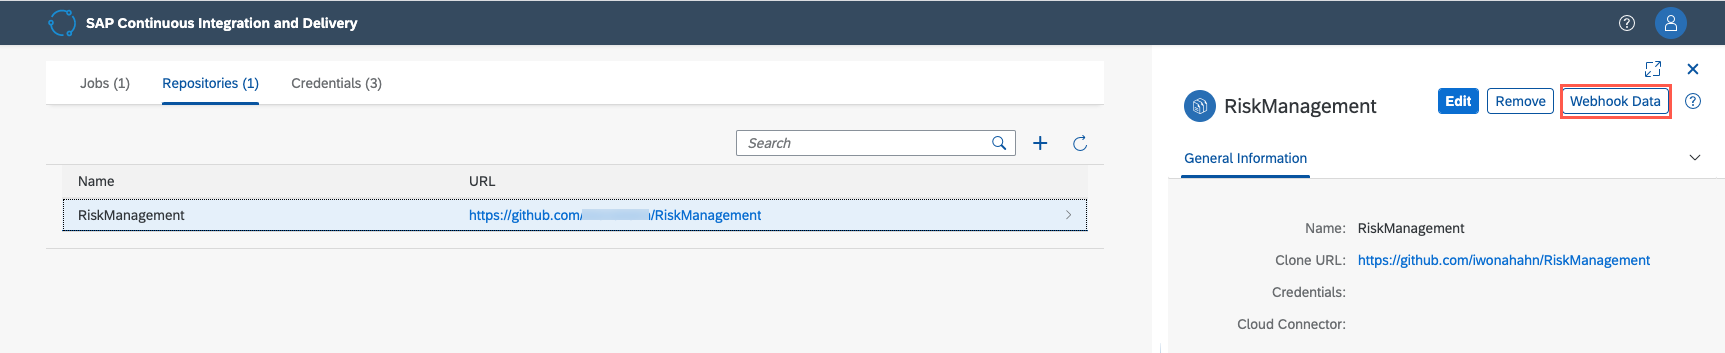 SAP Continuous Integration and Delivery
Jobs (1) Repositories (1) Credentials (3)
Search
Name URL
RiskManagement https://github.com/ /RiskManagement
RiskManagement Edit Remove Webhook Data
General Information
Name: RiskManagement
Clone URL: https://github.com/iwonahahn/RiskManagement
Credentials:
Cloud Connector: